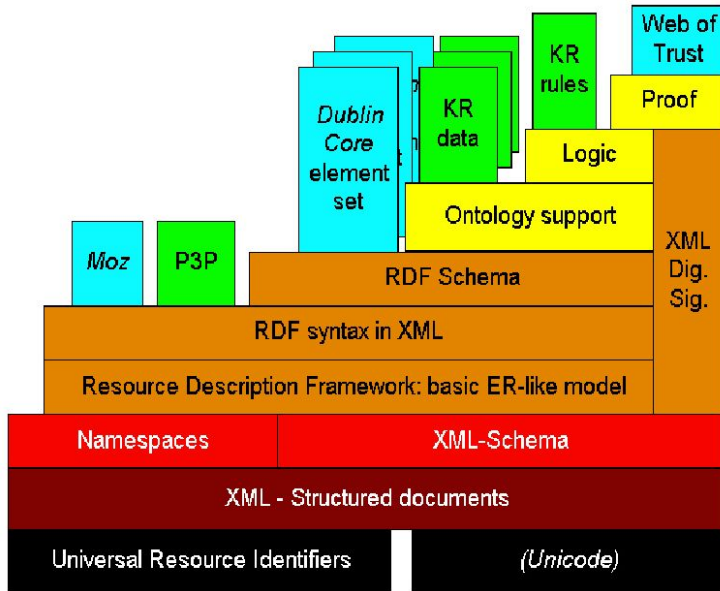 Web of
Trust
KR
rules
Proof
Dublin
Core
element
set
KR
data
Logic
Ontology support
Moz
P3P
RDF Schema
XML
Dig.
Sig.
RDF syntax in XML
Resource Description Framework: basic ER-like model
Namespaces
XML-Schema
XML - Structured documents
Universal Resource Identifiers
(Unicode)